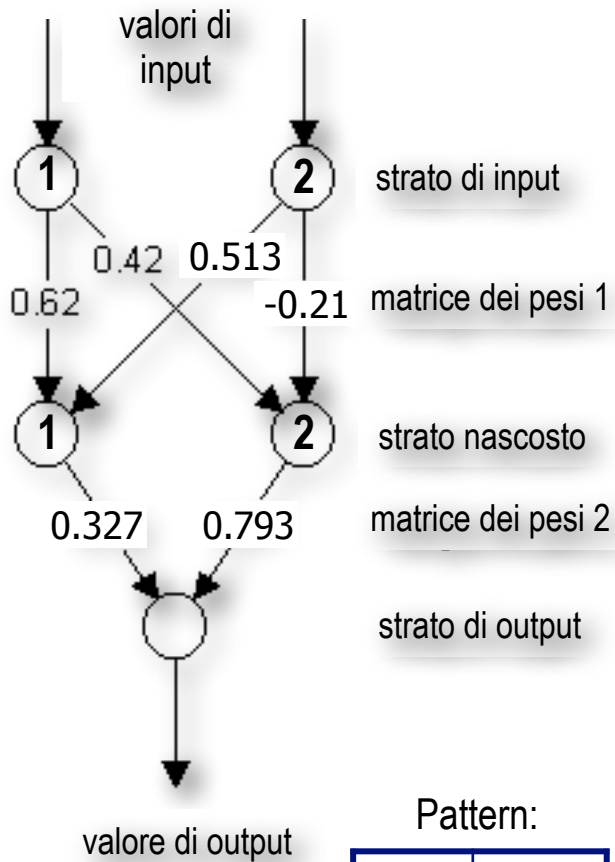 valori di
input
1 2 strato di input
0.42 0.513
0.62 -0.21 matrice dei pesi 1
1 2 strato nascosto
0.327 0.793 matrice dei pesi 2
strato di output
Pattern:
valore di output